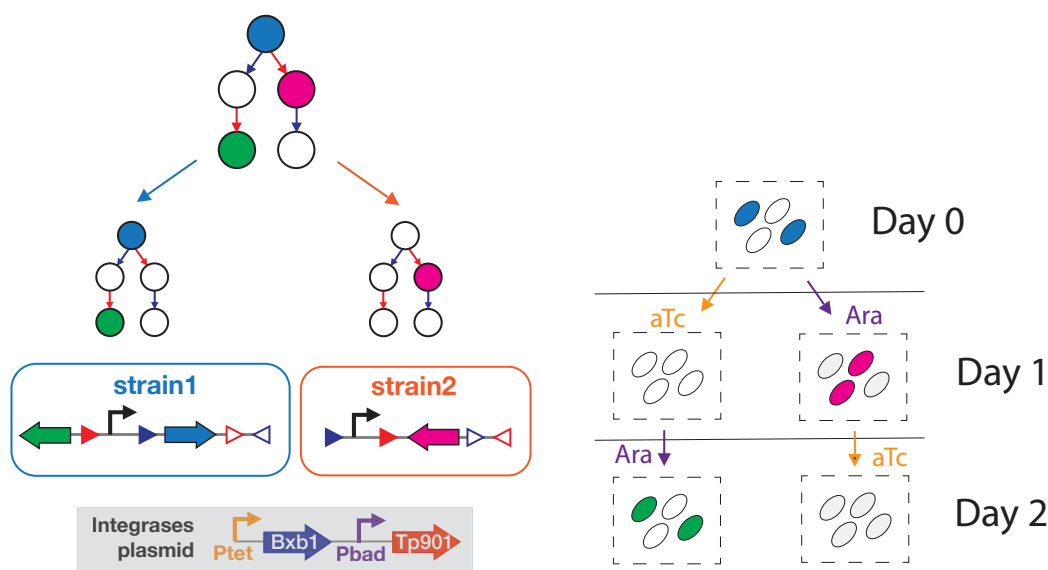 strain1
strain2
Integrases
plasmid
Ptet
Bxb1
Pbad
Tp901
Day 0
aTc
Ara
Day 1
Ara
aTc
Day 2